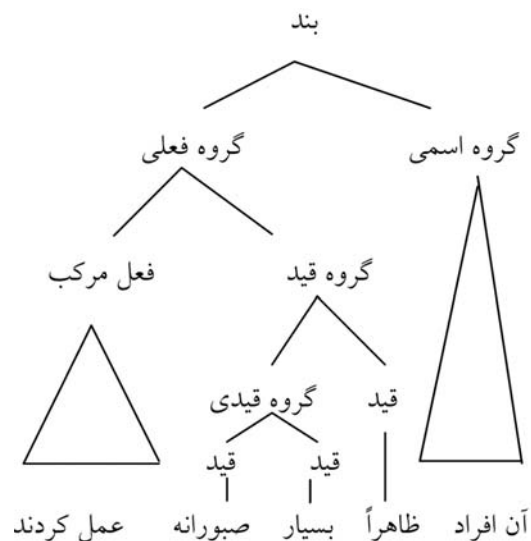 بند
گروه اسمی گروه فعلی
گروه قید فعل مرکب
قید گروه قیدی
قید قید
آن افراد ظاهراً بسیار صبورانه عمل کردند